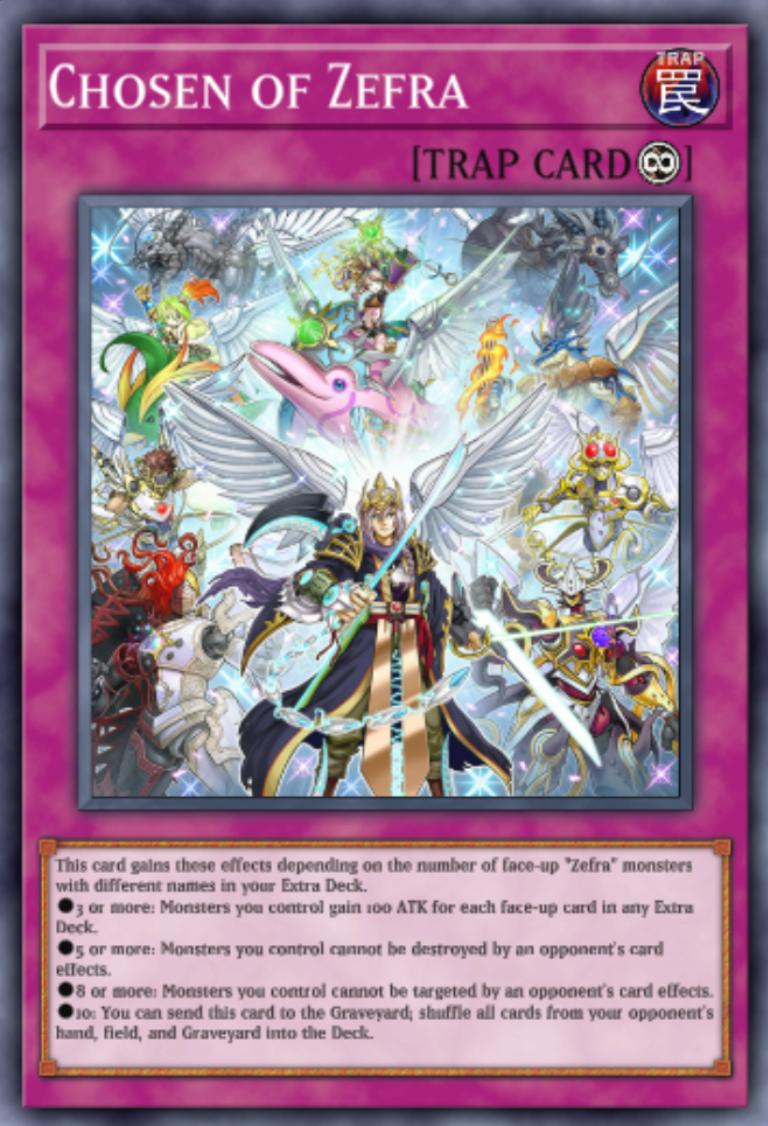 CHOSEN OF ZEFRA
TRAP
罠
[TRAP CARD]
This card gains these effects depending on the number of face-up "Zefra" monsters
with different names in your Extra Deck.
●3 or more: Monsters you control gain 100 ATK for each face-up card in any Extra
Deck.
●5 or more: Monsters you control cannot be destroyed by an opponent's card
effects.
●8 or more: Monsters you control cannot be targeted by an opponent's card effects.
●10: You can send this card to the Graveyard; shuffle all cards from your opponent's
hand, field, and Graveyard into the Deck.